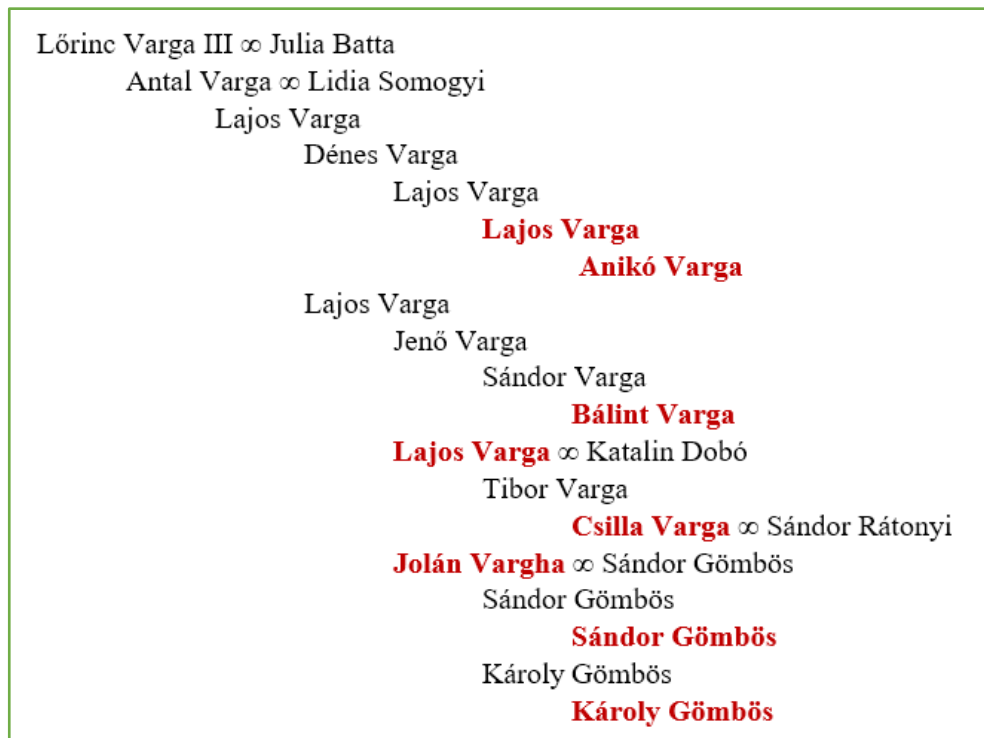 Lőrinc Varga III ∞ Julia Batta
Antal Varga ∞ Lidia Somogyi
Lajos Varga
Dénes Varga
Lajos Varga
Lajos Varga
Anikó Varga
Lajos Varga
Jenő Varga
Sándor Varga
Bálint Varga
Lajos Varga ∞ Katalin Dobó
Tibor Varga
Csilla Varga ∞ Sándor Rátonyi
Jolán Vargha ∞ Sándor Gömbös
Sándor Gömbös
Sándor Gömbös
Károly Gömbös
Károly Gömbös